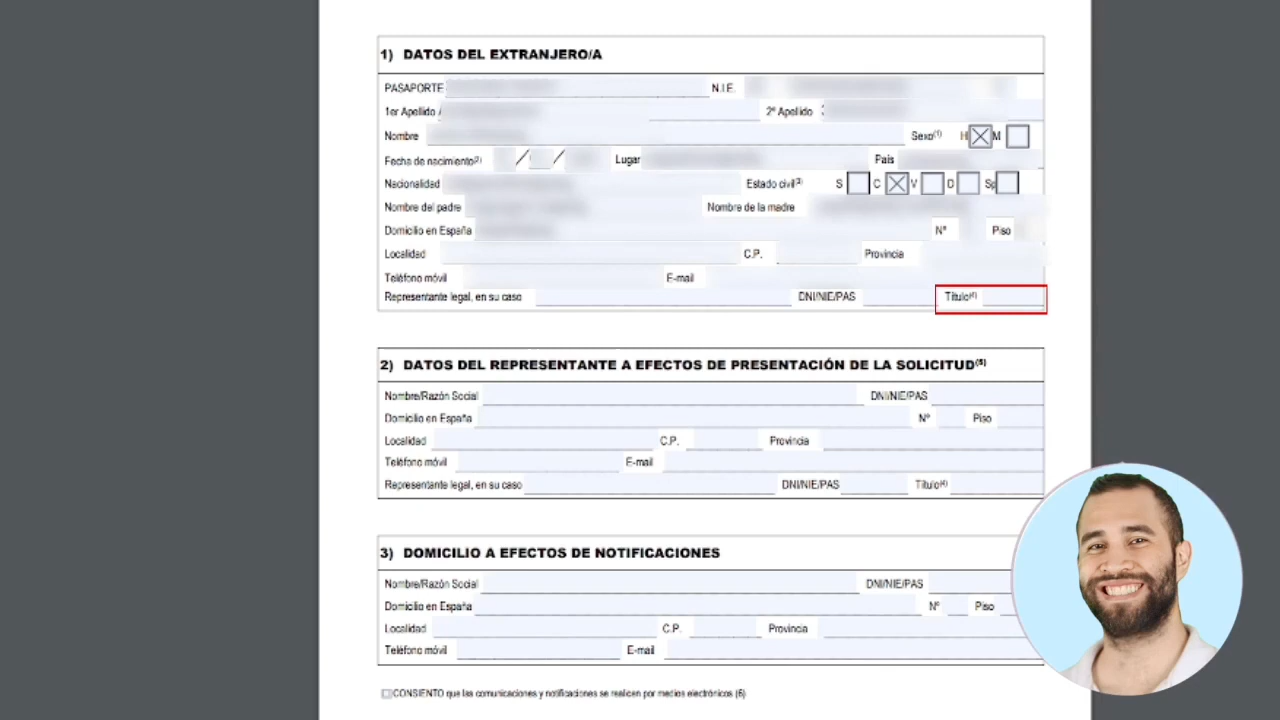 1) DATOS DEL EXTRANJERO/A
PASAPORTE N.I.E.
1er Apellido 2º Apellido
Nombre Sexo(1) H M
Fecha de nacimiento(2) / / Lugar País
Nacionalidad Estado civil(3) S C V D Sp
Nombre del padre Nombre de la madre
Domicilio en España Nº Piso
Localidad C.P. Provincia
Teléfono móvil E-mail
Representante legal, en su caso DNI/NIE/PAS Título(4)
2) DATOS DEL REPRESENTANTE A EFECTOS DE PRESENTACIÓN DE LA SOLICITUD(5)
Nombre/Razón Social DNI/NIE/PAS
Domicilio en España Nº Piso
Localidad C.P. Provincia
Teléfono móvil E-mail
Representante legal, en su caso DNI/NIE/PAS Título(4)
3) DOMICILIO A EFECTOS DE NOTIFICACIONES
Nombre/Razón Social DNI/NIE/PAS
Domicilio en España Nº Piso
Localidad C.P. Provincia
Teléfono móvil E-mail
CONSIENTO que las comunicaciones y notificaciones se realicen por medios electrónicos (6)